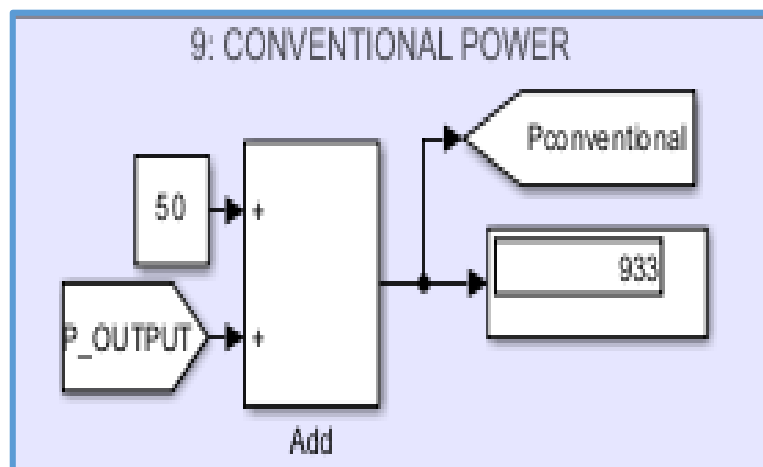 9: CONVENTIONAL POWER
Pconventional
50
+
933
P_OUTPUT
+
Add